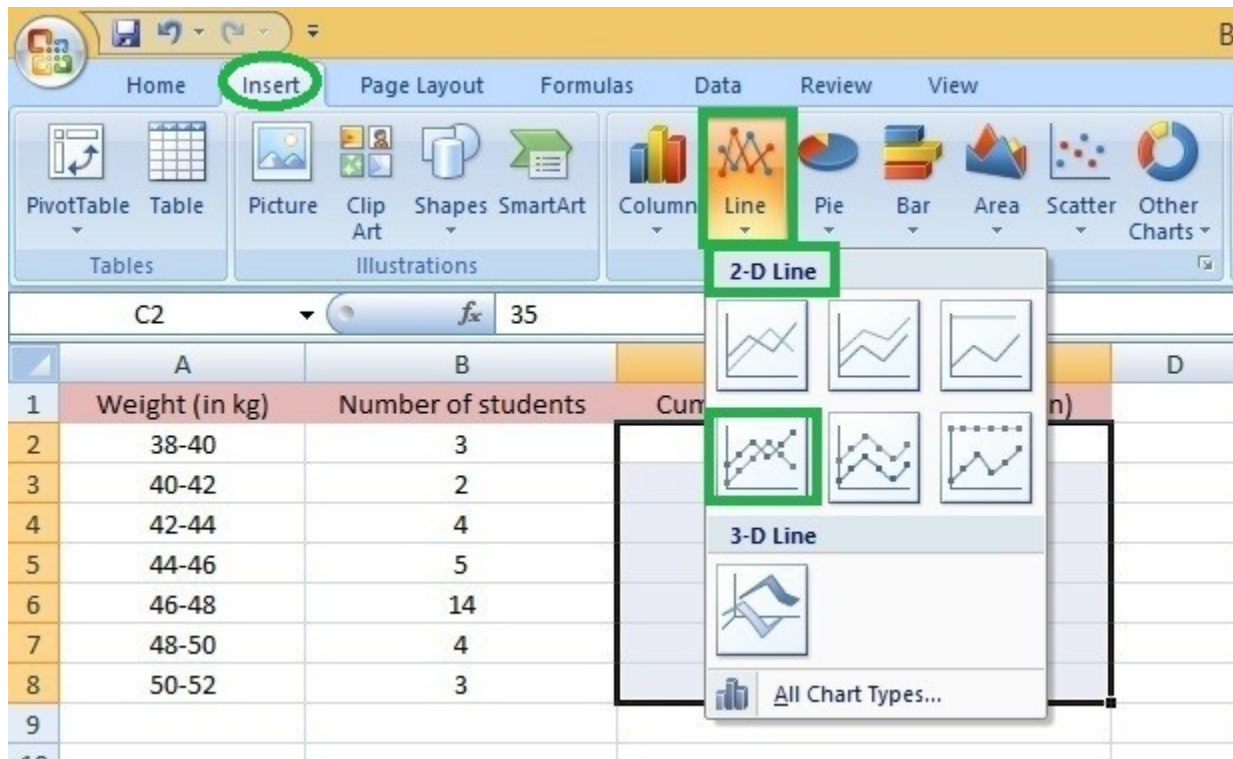 B
Home Insert Page Layout Formulas Data Review View
PivotTable Table Picture Clip Art Shapes SmartArt Column Line Pie Bar Area Scatter Other Charts
Tables Illustrations
2-D Line
C2 fx 35
A B D
1 Weight (in kg) Number of students Cum n)
2 38-40 3
3 40-42 2
4 42-44 4
5 44-46 5
3-D Line
6 46-48 14
7 48-50 4
8 50-52 3
All Chart Types...
9